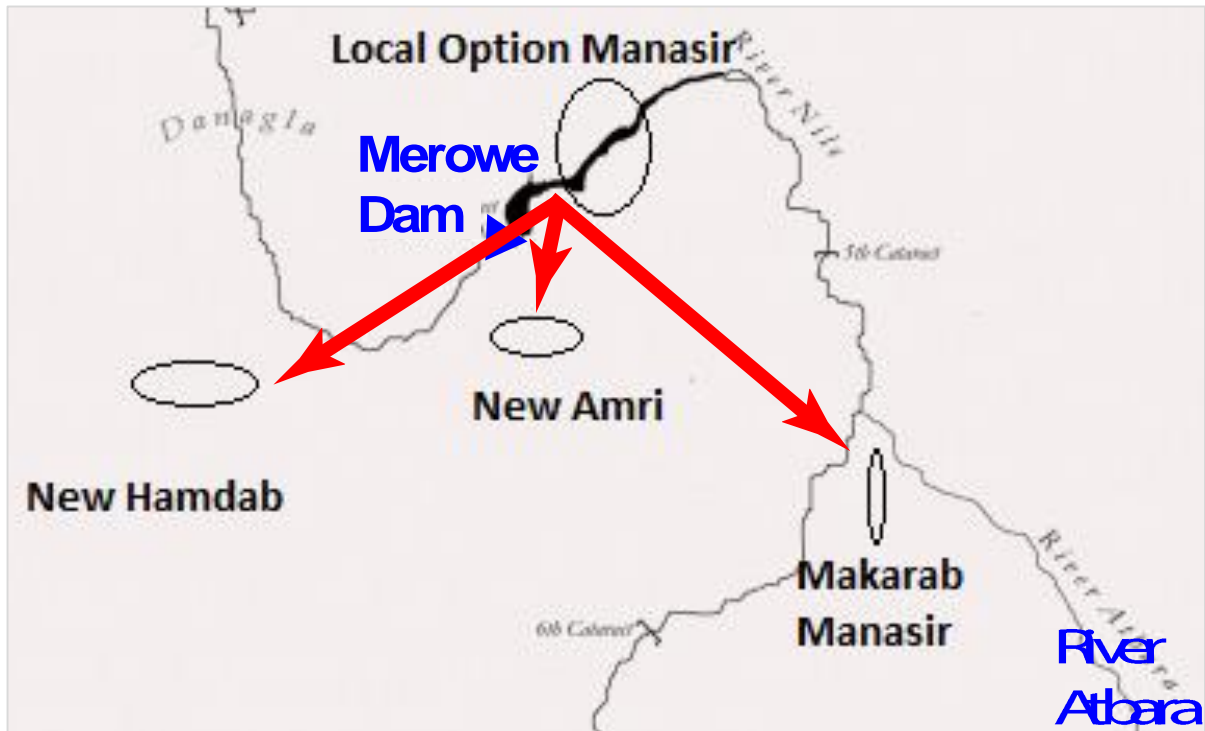 Local Option Manasir
River Nile
Danagla
Merowe
Dam
5th Cataract
New Amri
New Hamdab
Makarab
Manasir
6th Cataract
River Atbara
River
Atbara